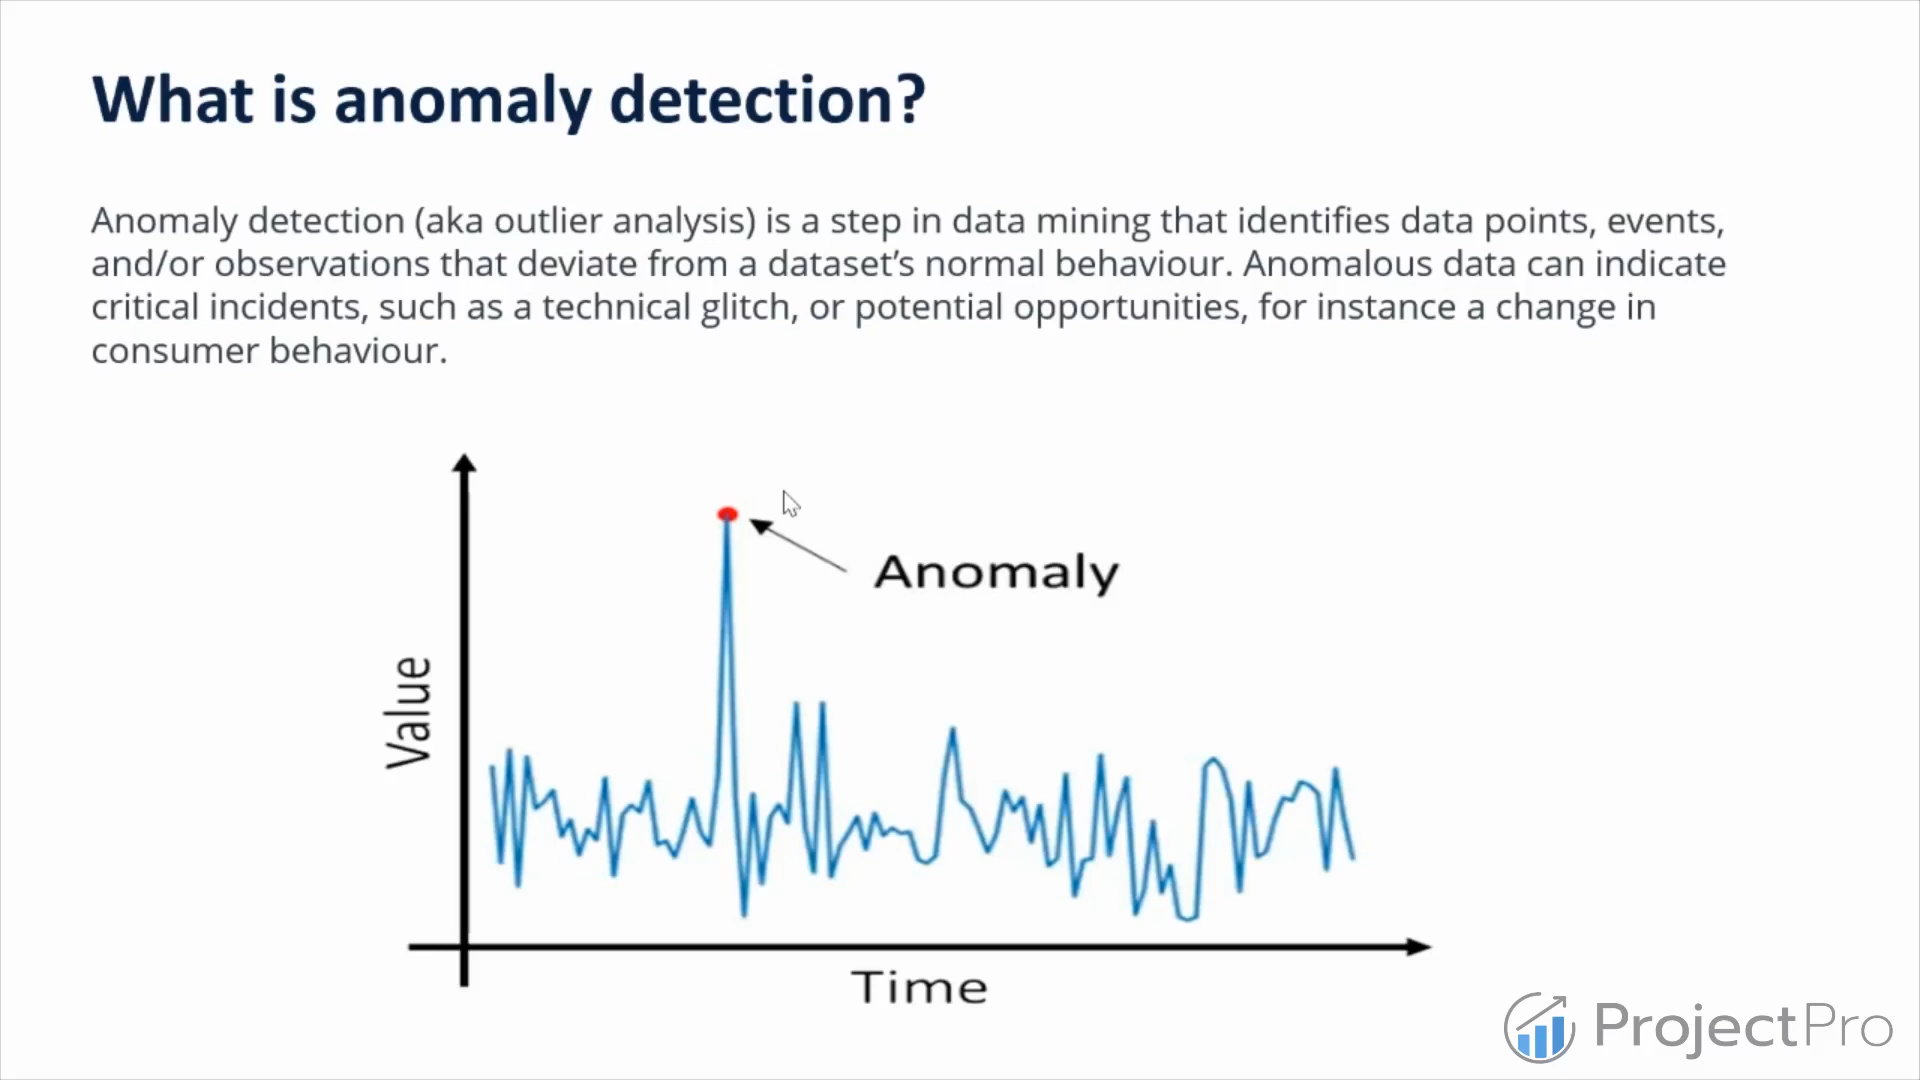 What is anomaly detection?
Anomaly detection (aka outlier analysis) is a step in data mining that identifies data points, events,
and/or observations that deviate from a dataset’s normal behaviour. Anomalous data can indicate
critical incidents, such as a technical glitch, or potential opportunities, for instance a change in
consumer behaviour.
Anomaly
Value
Time
ProjectPro